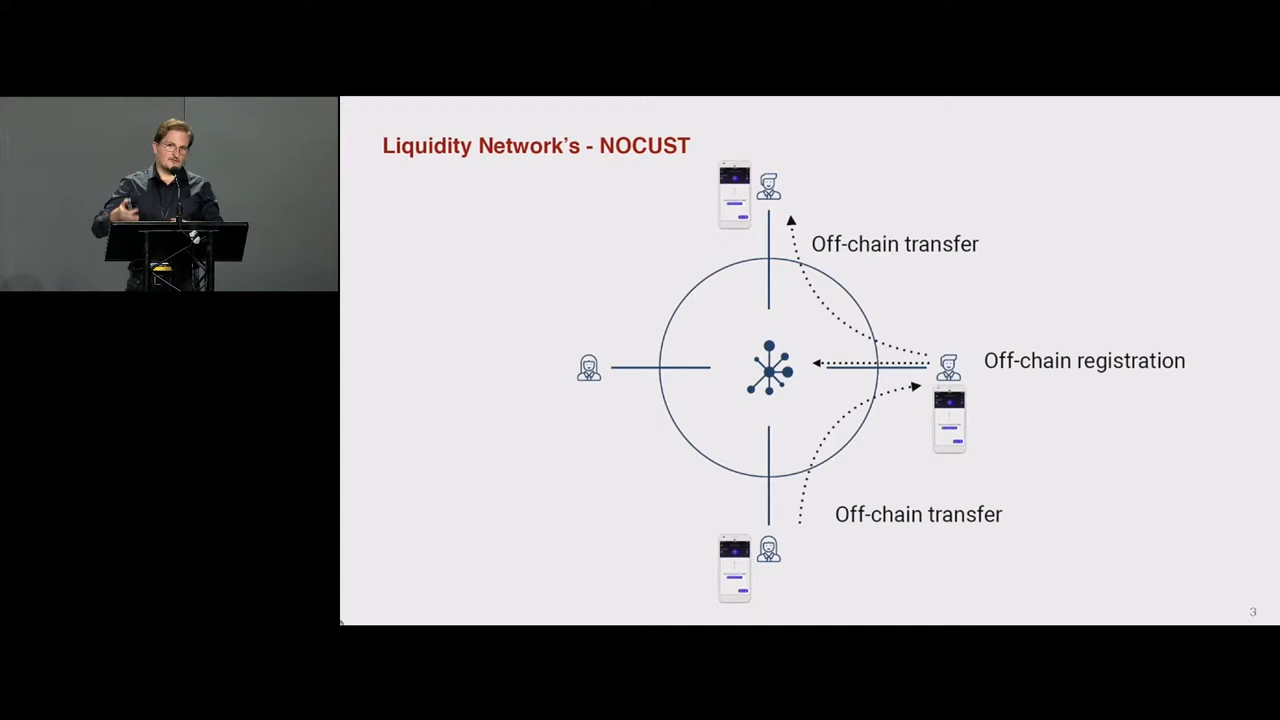 Liquidity Network's - NOCUST
Off-chain transfer
Off-chain registration
Off-chain transfer
3